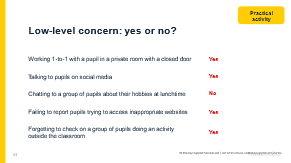 Practical
activity
Low-level concern: yes or no?
Working 1-to-1 with a pupil in a private room with a closed door Yes
Talking to pupils on social media Yes
Chatting to a group of pupils about their hobbies at lunchtime No
Failing to report pupils trying to access inappropriate websites Yes
Forgetting to check on a group of pupils doing an activity
outside the classroom Yes